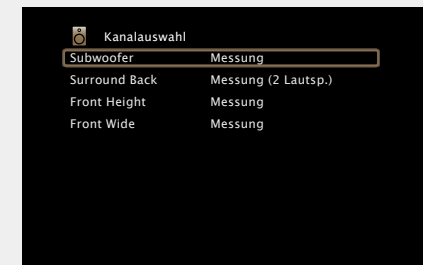 Kanalauswahl
Subwoofer Messung
Surround Back Messung (2 Lautsp.)
Front Height Messung
Front Wide Messung